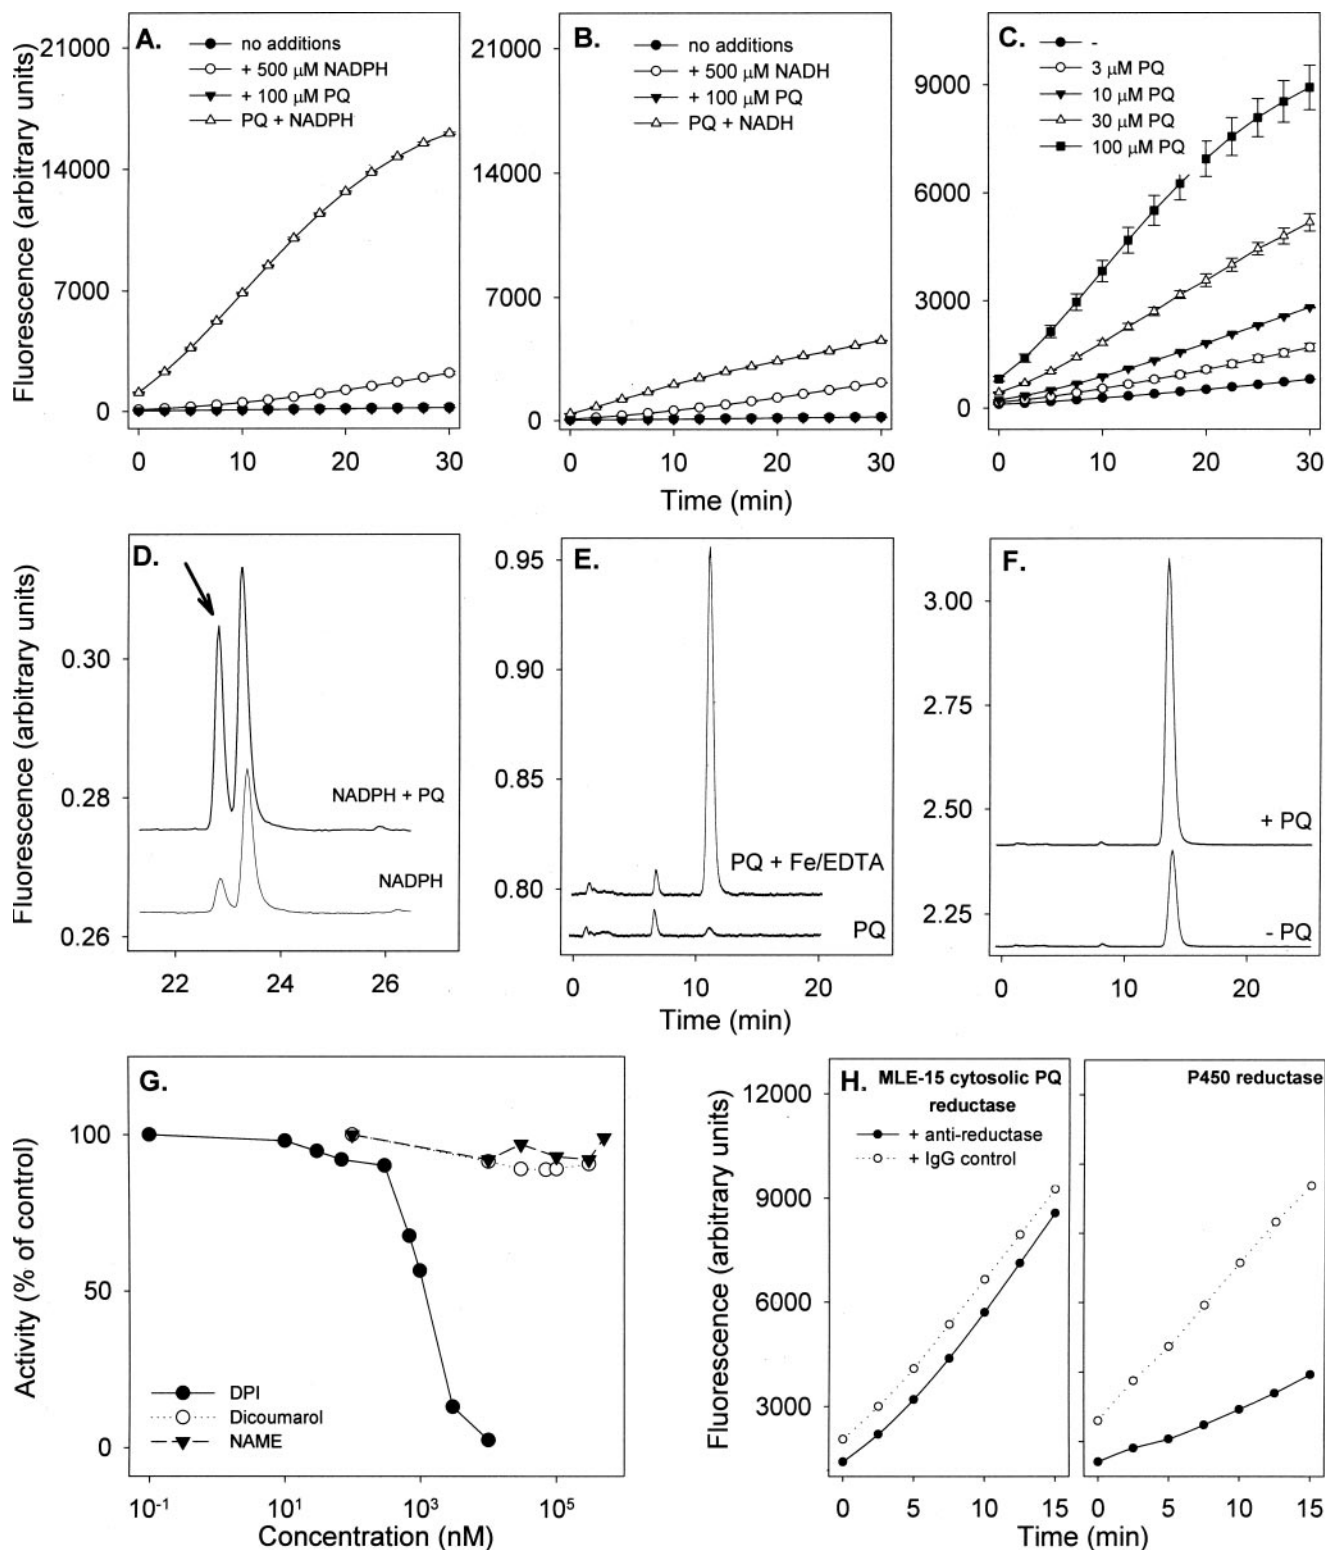 Fluorescence (arbitrary units)
A.
no additions
+ 500 µM NADPH
+ 100 µM PQ
PQ + NADPH
21000
14000
7000
0
0 10 20 30
B.
no additions
+ 500 µM NADH
+ 100 µM PQ
PQ + NADH
21000
14000
7000
0
0 10 20 30
C.
-
3 µM PQ
10 µM PQ
30 µM PQ
100 µM PQ
9000
6000
3000
0
0 10 20 30
Time (min)
Fluorescence (arbitrary units)
D.
0.30
0.28
0.26
NADPH + PQ
NADPH
22 24 26
E.
0.95
0.90
0.85
0.80
PQ + Fe/EDTA
PQ
0 10 20
F.
3.00
2.75
2.50
2.25
+ PQ
- PQ
0 10 20
Time (min)
Activity (% of control)
G.
100
50
0
DPI
Dicoumarol
NAME
10-1 101 103 105
Concentration (nM)
Fluorescence (arbitrary units)
H. MLE-15 cytosolic PQ
reductase
+ anti-reductase
+ IgG control
12000
9000
6000
3000
0 5 10 15
P450 reductase
0 5 10 15
Time (min)